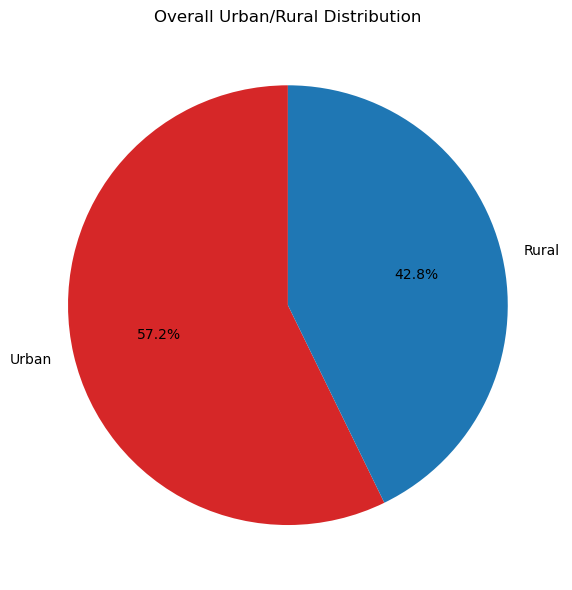 Overall Urban/Rural Distribution
Rural
42.8%
57.2%
Urban